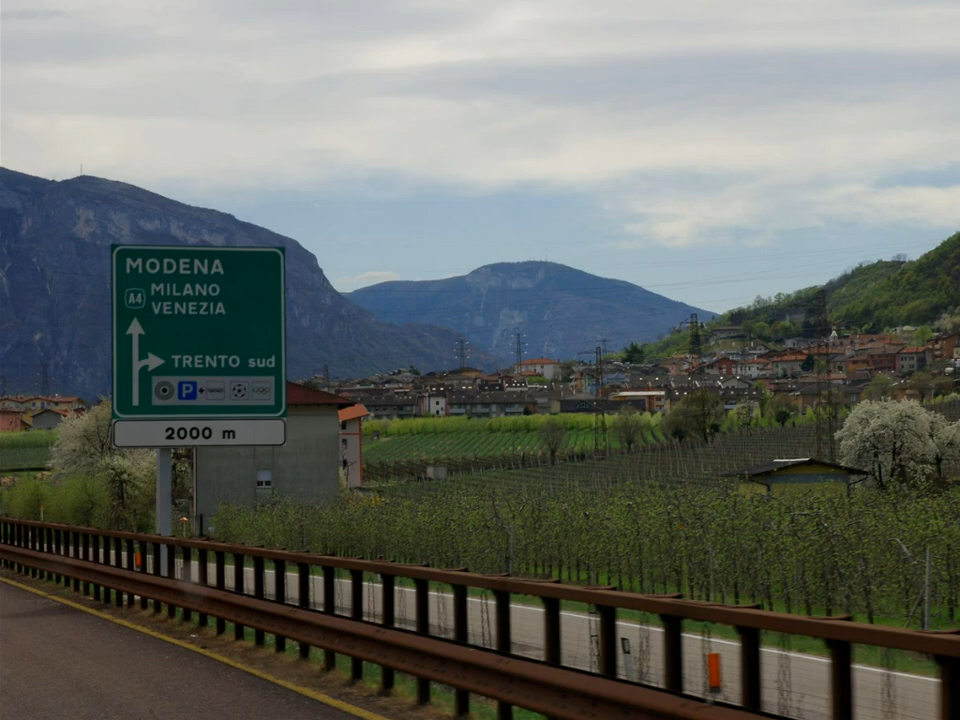 MODENA
A4 MILANO
VENEZIA
TRENTO sud
P
2000 m